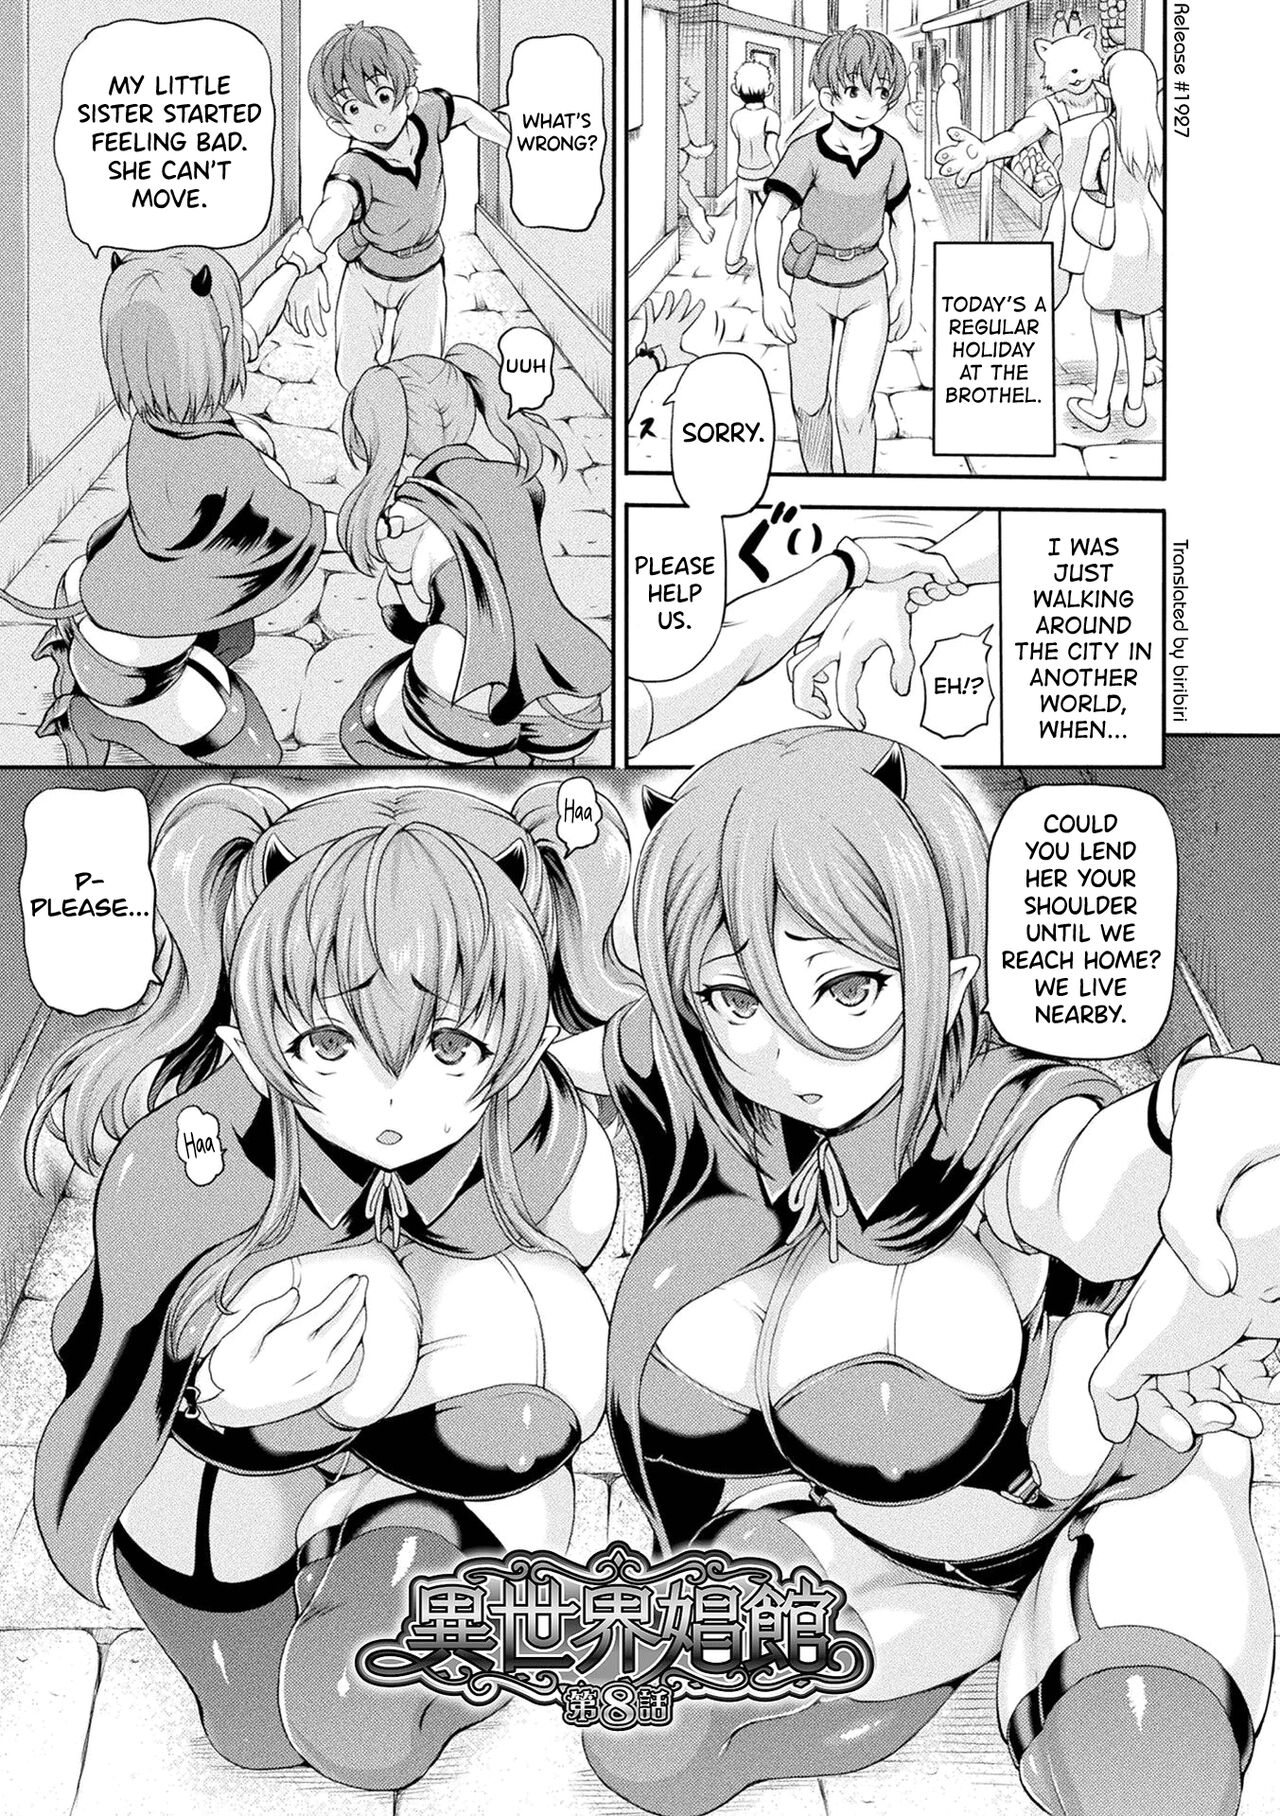 Release #1927
TODAY'S A
REGULAR
HOLIDAY
AT THE
BROTHEL.
ス
SORRY.
I WAS
JUST
WALKING
AROUND
THE CITY IN
ANOTHER
WORLD,
WHEN...
ぐい
EH!?
PLEASE
HELP
US.
WHAT'S
WRONG?
MY LITTLE
SISTER STARTED
FEELING BAD.
SHE CAN'T
MOVE.
UUH
Translated by biribiri
COULD
YOU LEND
HER YOUR
SHOULDER
UNTIL WE
REACH HOME?
WE LIVE
NEARBY.
Haa
P-
PLEASE...
Haa
異世界娼館
第8話